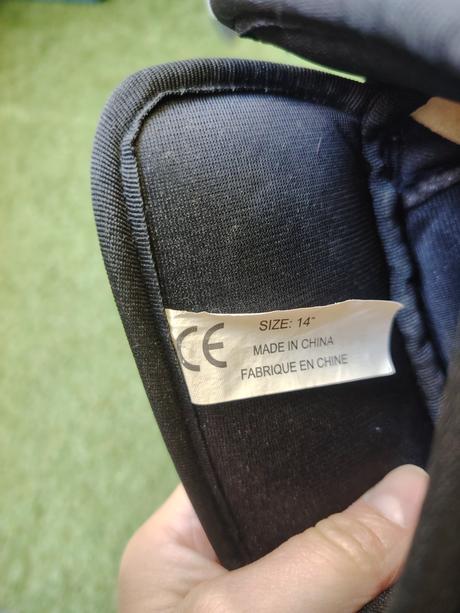 CE
SIZE: 14"
MADE IN CHINA
FABRIQUE EN CHINE